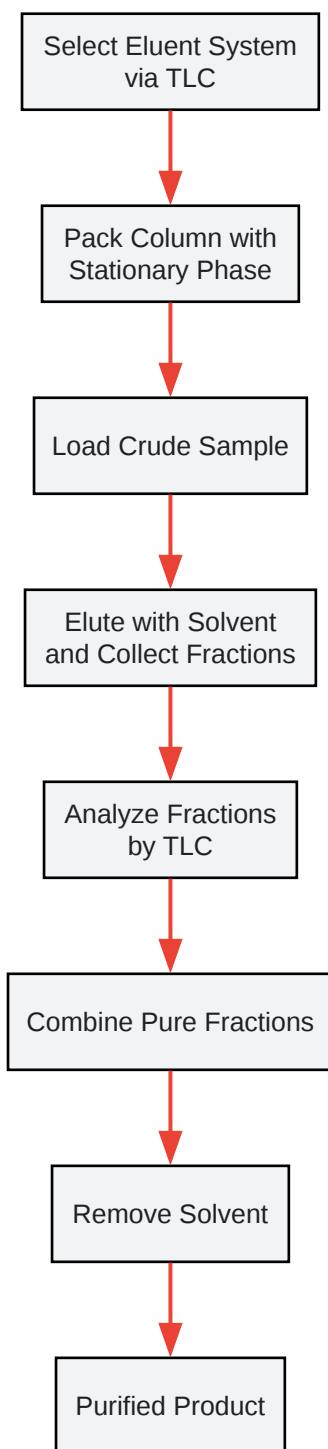 Select Eluent System
via TLC
Pack Column with
Stationary Phase
Load Crude Sample
Elute with Solvent
and Collect Fractions
Analyze Fractions
by TLC
Combine Pure Fractions
Remove Solvent
Purified Product